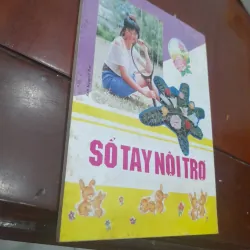 SỔ TAY NỘI TRỢ